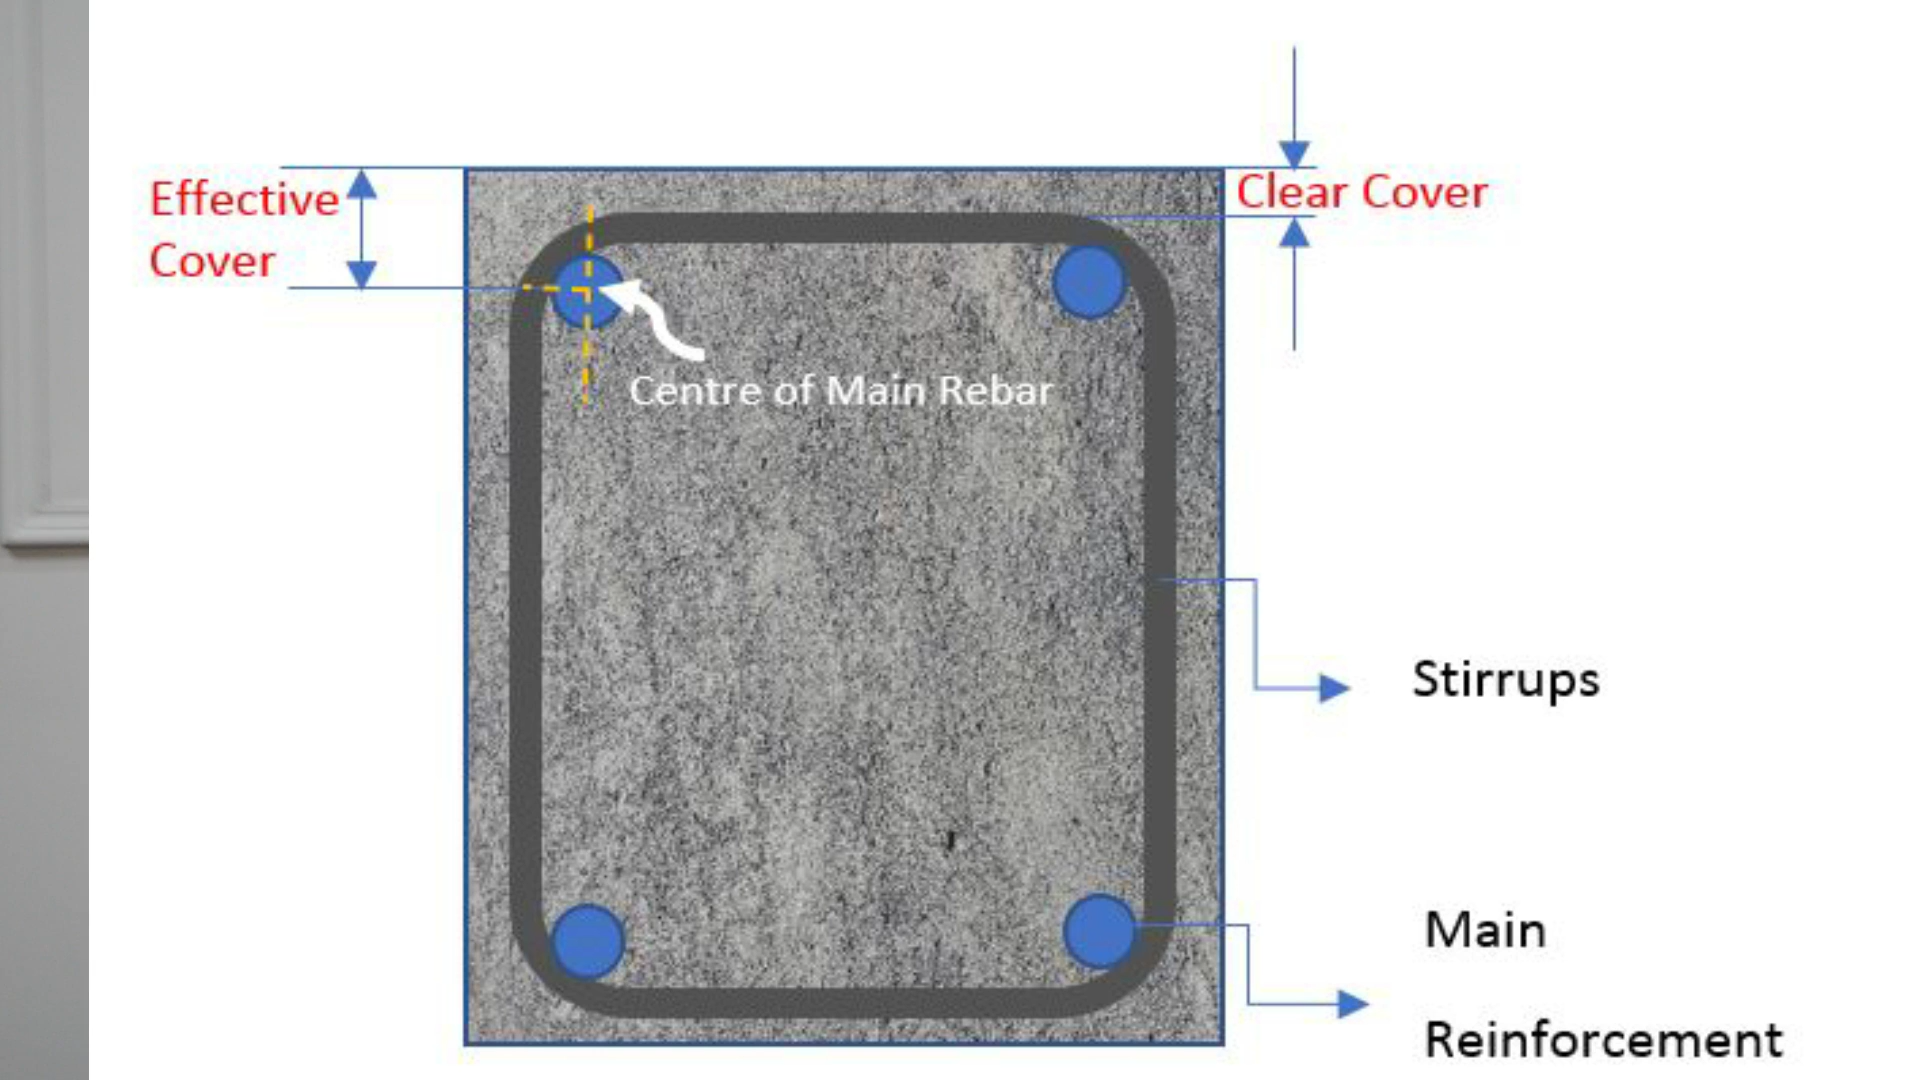 Effective
Cover
Clear Cover
Centre of Main Rebar
Stirrups
Main
Reinforcement